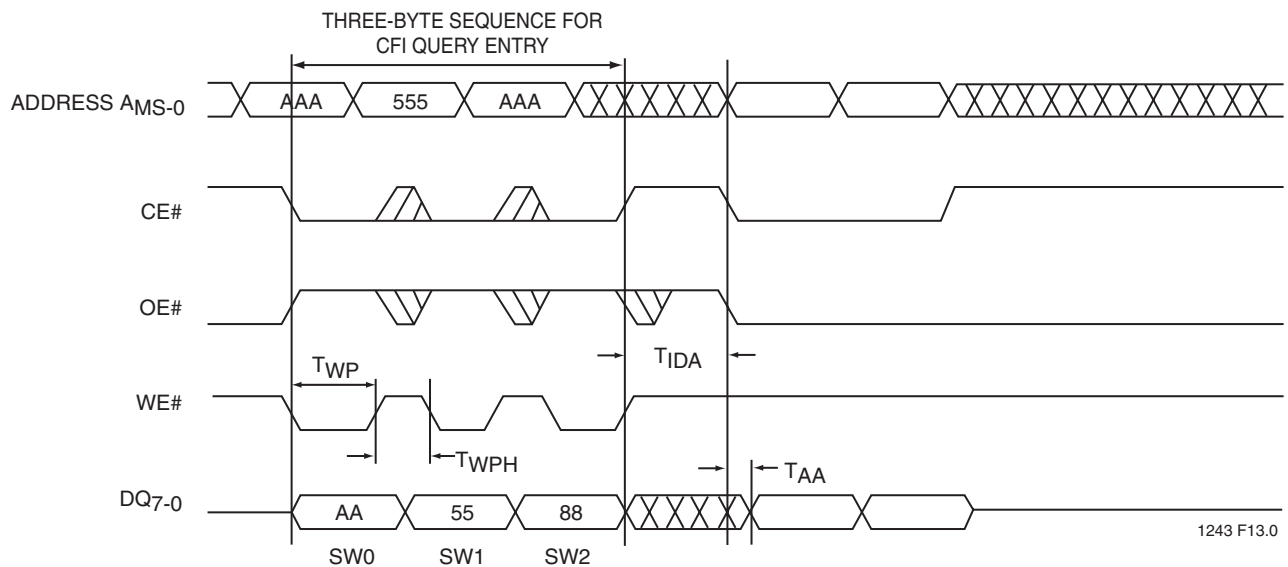 THREE-BYTE SEQUENCE FOR
CFI QUERY ENTRY
ADDRESS AMS-0
AAA 555 AAA
CE#
OE#
TIDA
TWP
WE#
TWPH
TAA
DQ7-0
AA 55 88
SW0 SW1 SW2
1243 F13.0